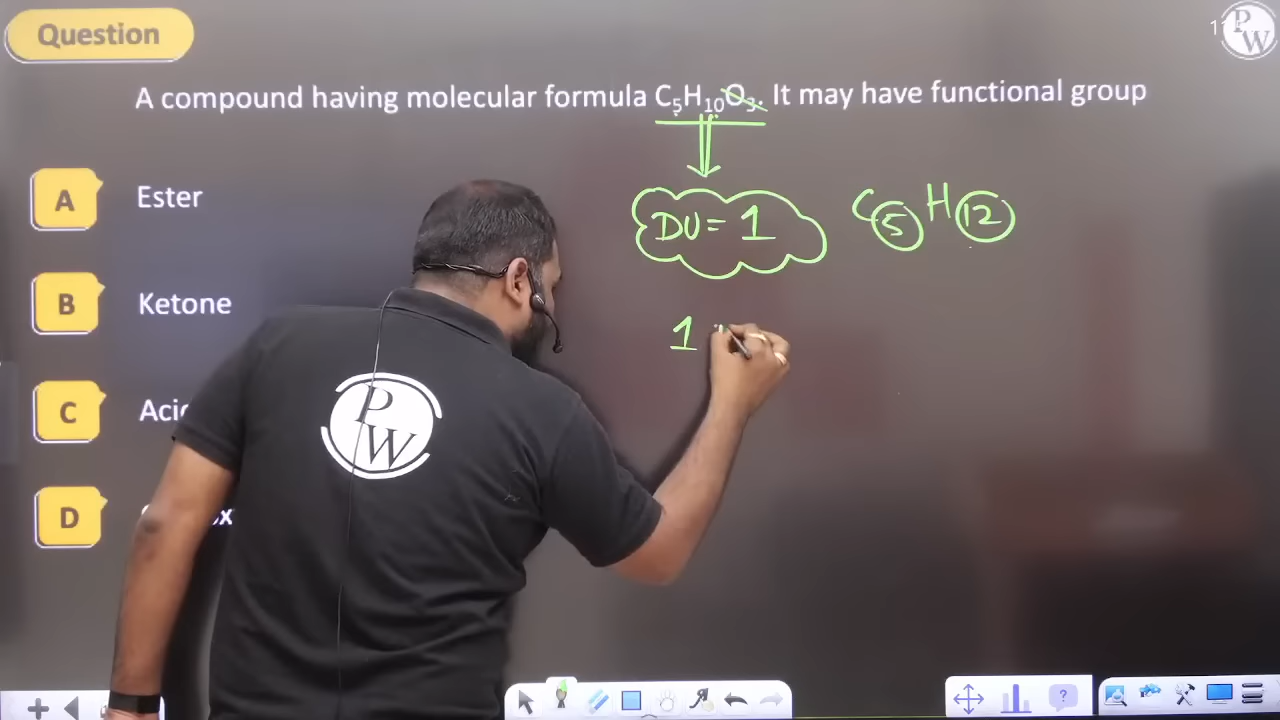 Question
PW
A compound having molecular formula C₅H₁₀O₃. It may have functional group
A Ester
DU = 1
C₅H₁₂
B Ketone
1
C
D
PW